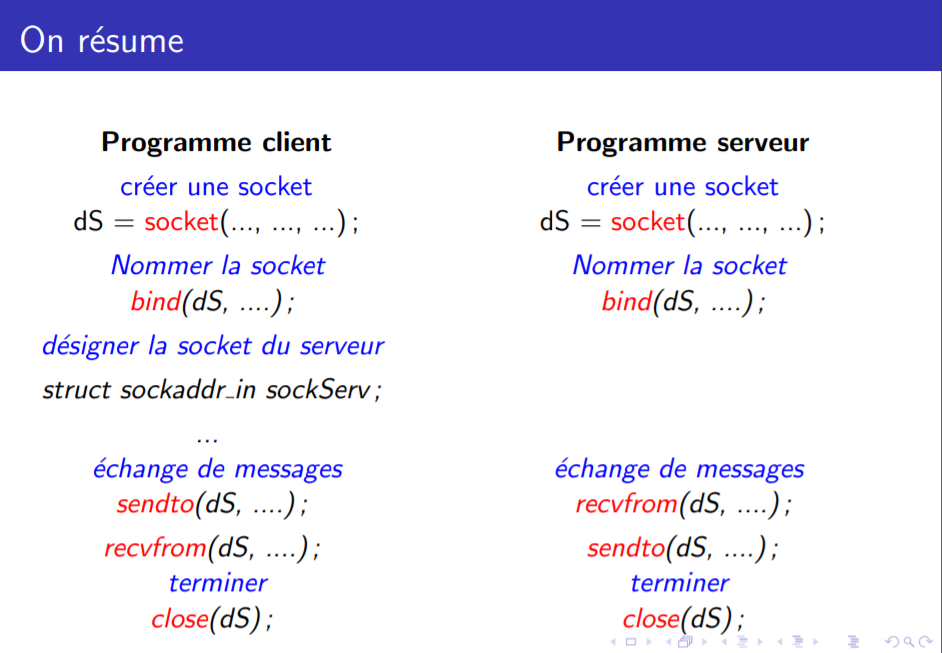 On résume
Programme client
créer une socket
dS = socket(..., ..., ...) ;
Nommer la socket
bind(dS, ....) ;
désigner la socket du serveur
struct sockaddr_in sockServ ;
...
échange de messages
sendto(dS, ....) ;
recvfrom(dS, ....) ;
terminer
close(dS) ;
Programme serveur
créer une socket
dS = socket(..., ..., ...) ;
Nommer la socket
bind(dS, ....) ;
échange de messages
recvfrom(dS, ....) ;
sendto(dS, ....) ;
terminer
close(dS) ;